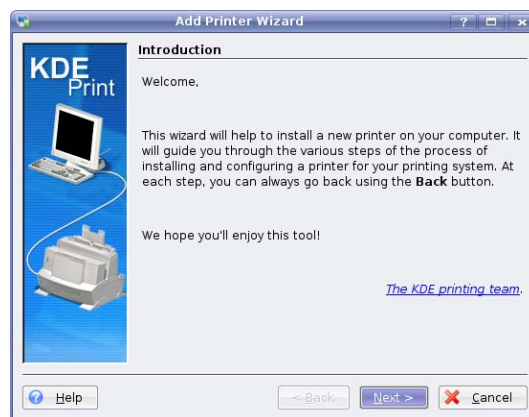 Add Printer Wizard
KDE
Print
Introduction
Welcome,
This wizard will help to install a new printer on your computer. It
will guide you through the various steps of the process of
installing and configuring a printer for your printing system. At
each step, you can always go back using the Back button.
We hope you'll enjoy this tool!
The KDE printing team.
Help
< Back
Next >
Cancel